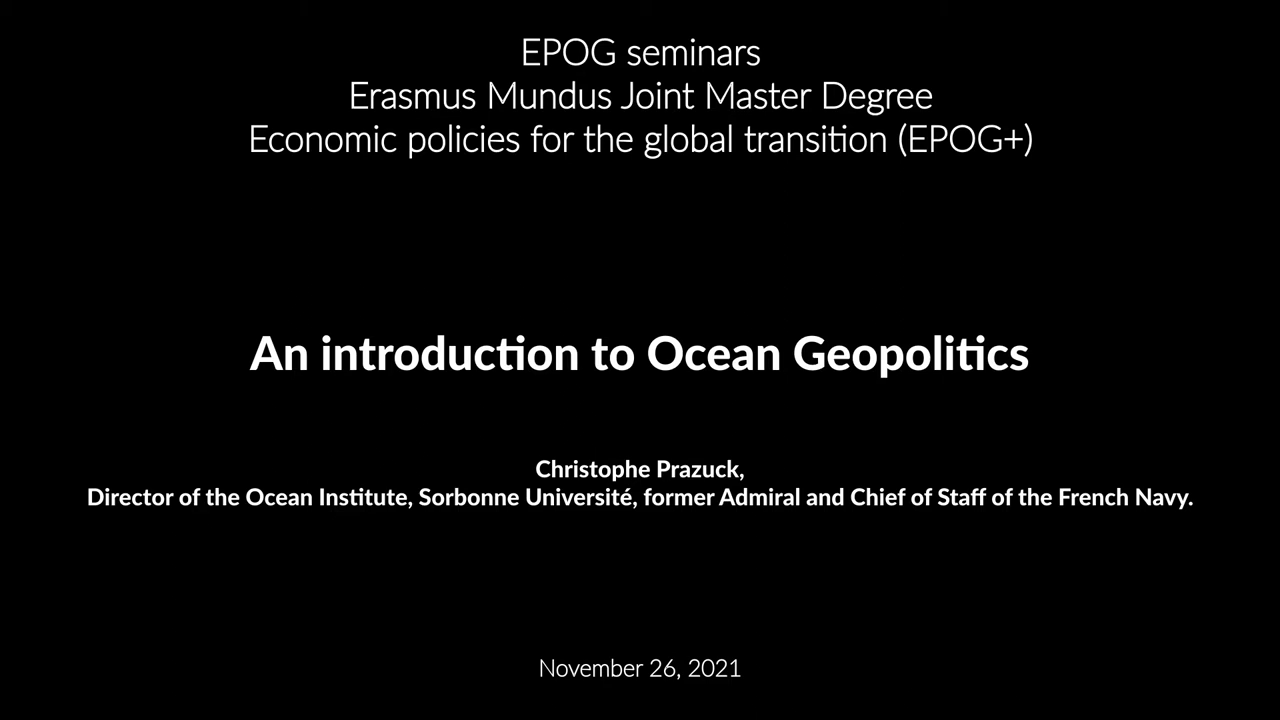 EPOG seminars
Erasmus Mundus Joint Master Degree
Economic policies for the global transition (EPOG+)
An introduction to Ocean Geopolitics
Christophe Prazuck,
Director of the Ocean Institute, Sorbonne Université, former Admiral and Chief of Staff of the French Navy.
November 26, 2021